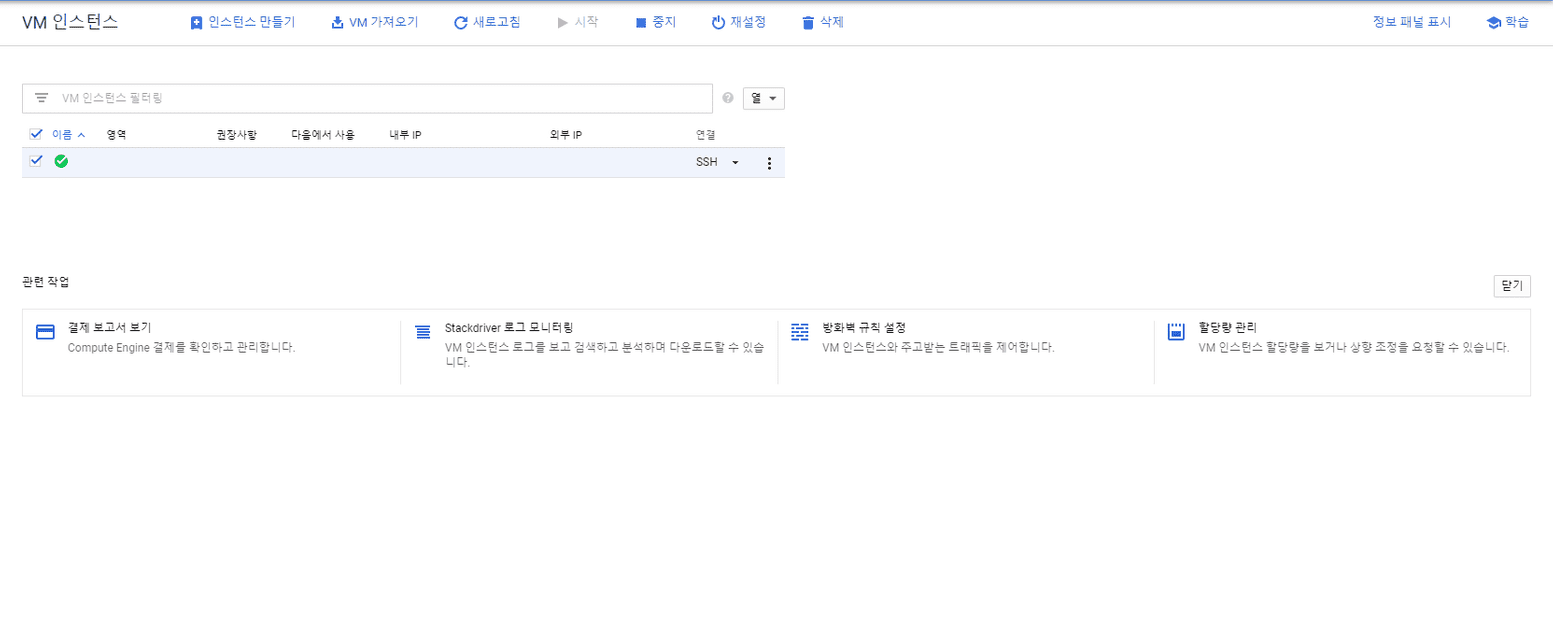 VM 인스턴스
인스턴스 만들기
VM 가져오기
새로고침
시작
중지
재설정
삭제
정보 패널 표시
학습
VM 인스턴스 필터링
열
이름
영역
권장사항
다음에서 사용
내부 IP
외부 IP
연결
SSH
관련 작업
닫기
결제 보고서 보기
Compute Engine 결제를 확인하고 관리합니다.
Stackdriver 로그 모니터링
VM 인스턴스 로그를 보고 검색하고 분석하며 다운로드할 수 있습
니다.
방화벽 규칙 설정
VM 인스턴스와 주고받는 트래픽을 제어합니다.
할당량 관리
VM 인스턴스 할당량을 보거나 상향 조정을 요청할 수 있습니다.